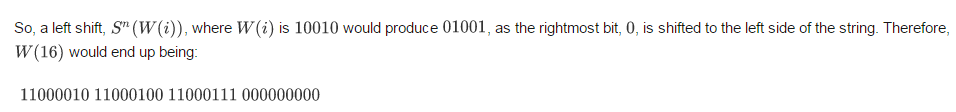 So, a left shift, Sⁿ(W(i)), where W(i) is 10010 would produce 01001, as the rightmost bit, 0, is shifted to the left side of the string. Therefore,
W(16) would end up being:
11000010 11000100 11000111 000000000